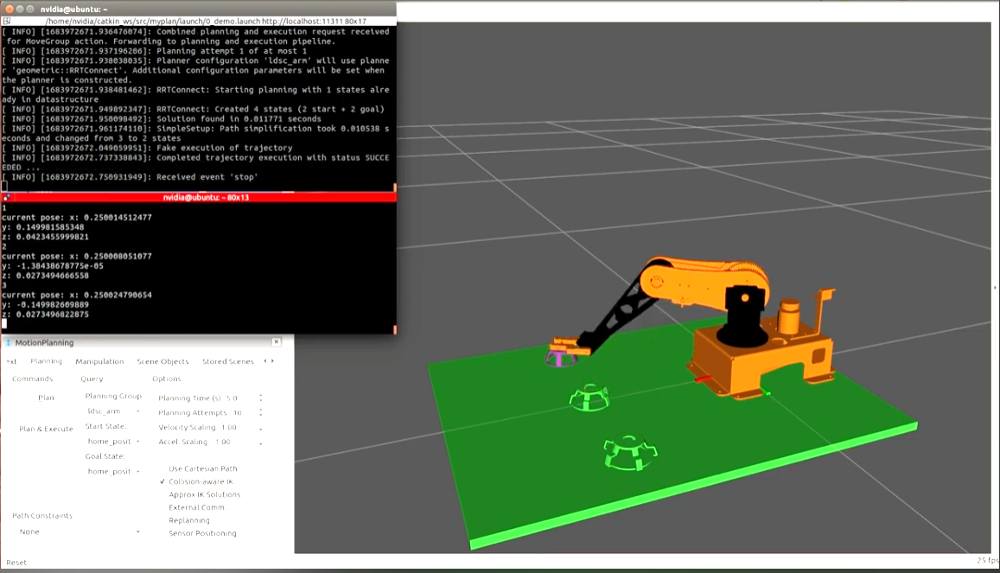 nvidia@ubuntu: ~
/home/nvidia/catkin_ws/src/myplan/launch/0_demo.launch http://localhost:11311 80x17
[ INFO] [1683972671.936476074]: Combined planning and execution request received
for MoveGroup action. Forwarding to planning and execution pipeline.
[ INFO] [1683972671.937196206]: Planning attempt 1 of at most 1
[ INFO] [1683972671.938038035]: Planner configuration 'ldsc_arm' will use planne
r 'geometric::RRTConnect'. Additional configuration parameters will be set when
the planner is constructed.
[ INFO] [1683972671.938481462]: RRTConnect: Starting planning with 1 states alre
ady in datastructure
[ INFO] [1683972671.949892347]: RRTConnect: Created 4 states (2 start + 2 goal)
[ INFO] [1683972671.950098492]: Solution found in 0.011771 seconds
[ INFO] [1683972671.961174110]: SimpleSetup: Path simplification took 0.010538 s
econds and changed from 3 to 2 states
[ INFO] [1683972672.049059951]: Fake execution of trajectory
[ INFO] [1683972672.737338843]: Completed trajectory execution with status SUCCE
EDED ...
[ INFO] [1683972672.750931949]: Received event 'stop'
nvidia@ubuntu: ~ 80x13
1
current pose: x: 0.250014512477
y: 0.149981585348
z: 0.0423455999821
2
current pose: x: 0.250008051077
y: -1.38438678775e-05
z: 0.0273494666558
3
current pose: x: 0.250024790654
y: -0.149982609889
z: 0.0273496822875
MotionPlanning
Planning Manipulation Scene Objects Stored Scenes
Commands Query Options
Plan
Planning Group
Planning Time (s): 5.0
ldsc_arm
Planning Attempts: 10
Plan & Execute
Start State:
Velocity Scaling: 1.00
home_posit
Accel. Scaling: 1.00
Goal State:
home_posit
Use Cartesian Path
✓ Collision-aware IK
Approx IK Solutions
External Comm.
Path Constraints
Replanning
None
Sensor Positioning
Reset
25 fps